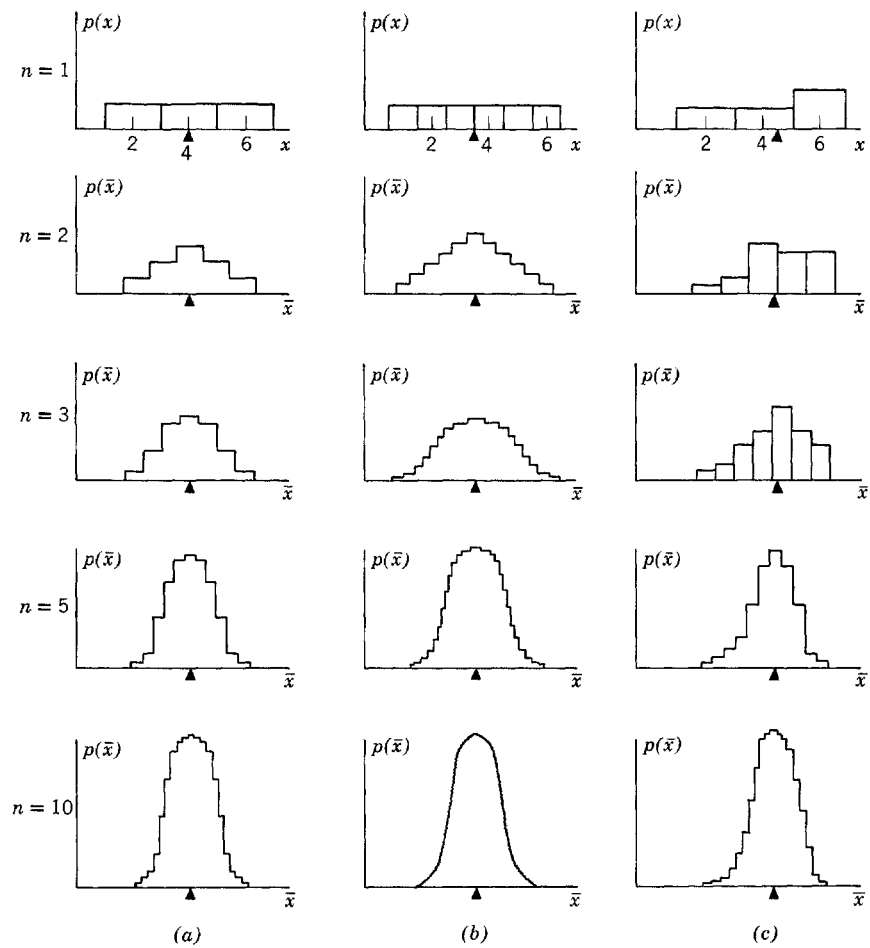 p(x) p(x) p(x)
n = 1
2 4 6 x 2 4 6 x 2 4 6 x
p(x̄) p(x̄) p(x̄)
n = 2
x̄ x̄ x̄
p(x̄) p(x̄) p(x̄)
n = 3
x̄ x̄ x̄
p(x̄) p(x̄) p(x̄)
n = 5
x̄ x̄ x̄
p(x̄) p(x̄) p(x̄)
n = 10
x̄ x̄ x̄
(a) (b) (c)